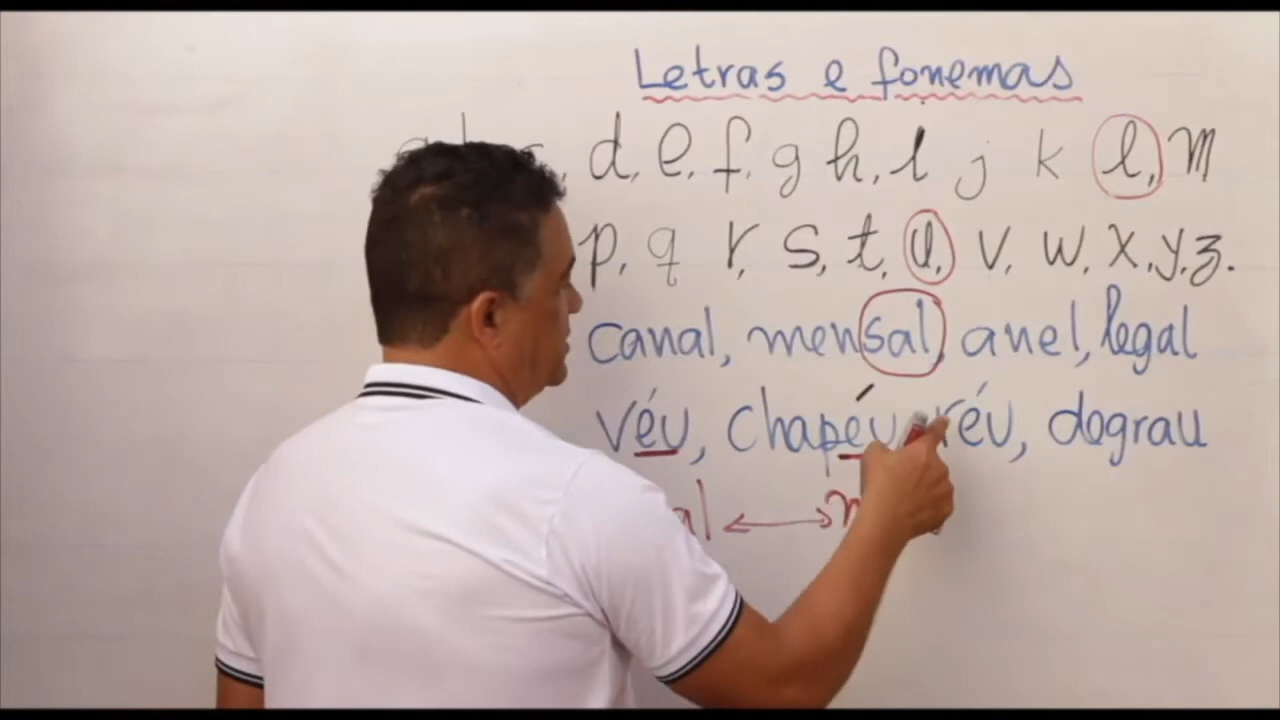 Letras e fonemas
d, e, f, g h, i j k l, m
p, q r, s, t, u, v, w, x, y, z.
canal, mensal, anel, legal
véu, chapéu, réu, degrau